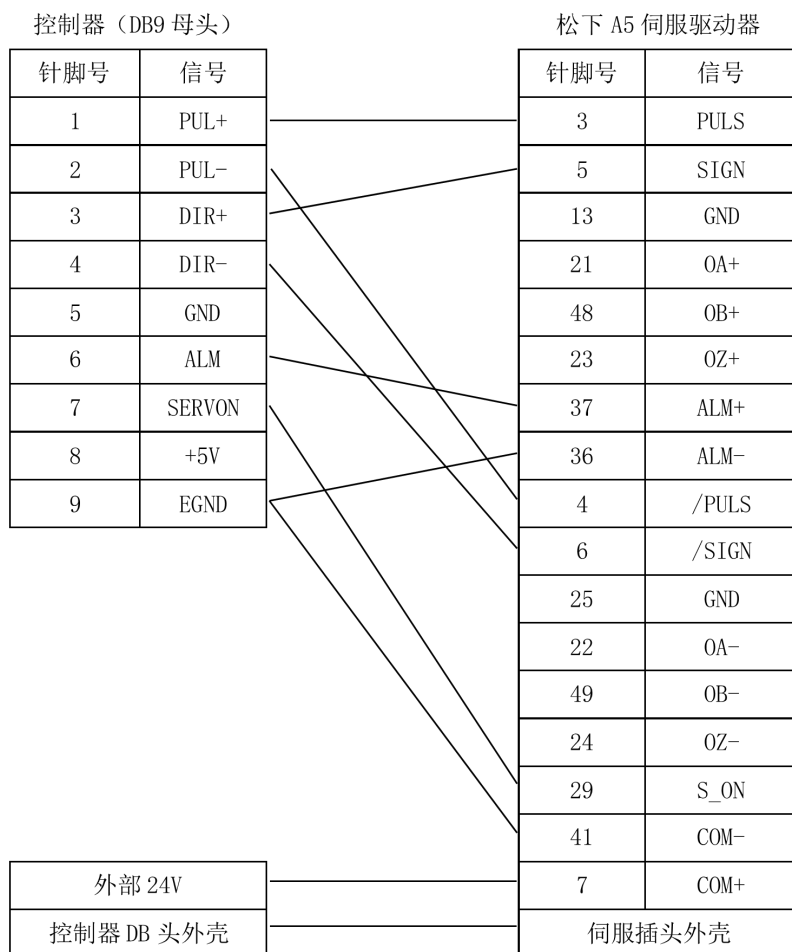 控制器（DB9 母头）
针脚号 信号
1 PUL+
2 PUL-
3 DIR+
4 DIR-
5 GND
6 ALM
7 SERVON
8 +5V
9 EGND
外部 24V
控制器 DB 头外壳
松下 A5 伺服驱动器
针脚号 信号
3 PULS
5 SIGN
13 GND
21 OA+
48 OB+
23 OZ+
37 ALM+
36 ALM-
4 /PULS
6 /SIGN
25 GND
22 OA-
49 OB-
24 OZ-
29 S_ON
41 COM-
7 COM+
伺服插头外壳